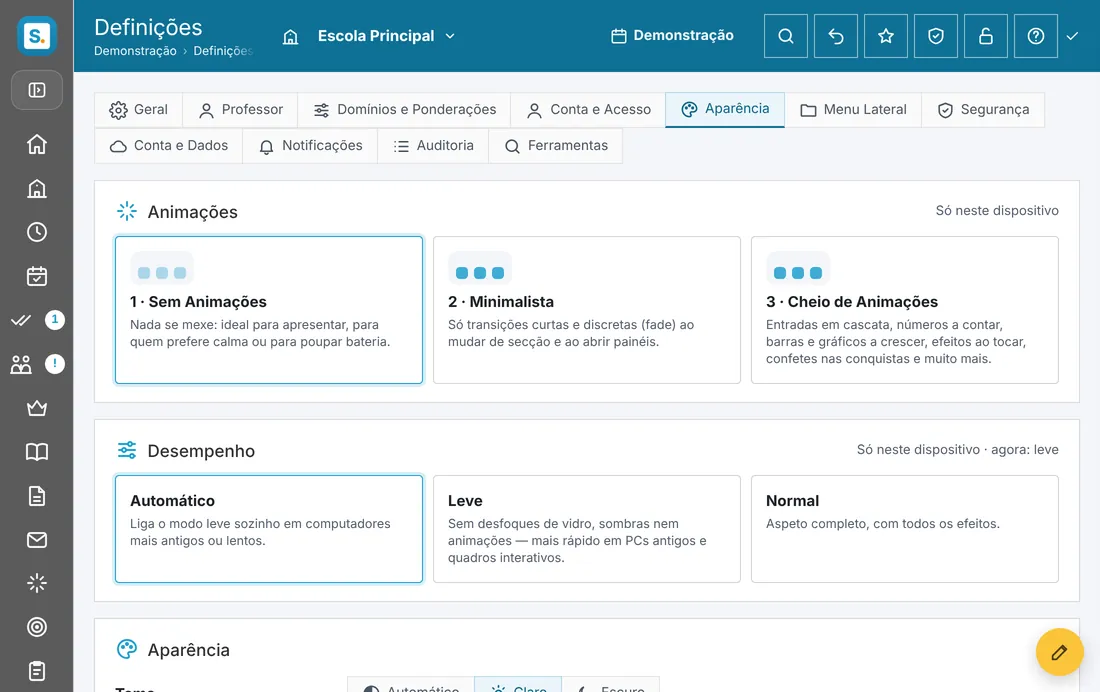 S.
Definições
Demonstração › Definições
Escola Principal
Demonstração
Geral
Professor
Domínios e Ponderações
Conta e Acesso
Aparência
Menu Lateral
Segurança
Conta e Dados
Notificações
Auditoria
Ferramentas
1
!
Animações
Só neste dispositivo
1 · Sem Animações
Nada se mexe: ideal para apresentar, para
quem prefere calma ou para poupar bateria.
2 · Minimalista
Só transições curtas e discretas (fade) ao
mudar de secção e ao abrir painéis.
3 · Cheio de Animações
Entradas em cascata, números a contar,
barras e gráficos a crescer, efeitos ao tocar,
confetes nas conquistas e muito mais.
Desempenho
Só neste dispositivo · agora: leve
Automático
Liga o modo leve sozinho em computadores
mais antigos ou lentos.
Leve
Sem desfoques de vidro, sombras nem
animações — mais rápido em PCs antigos e
quadros interativos.
Normal
Aspeto completo, com todos os efeitos.
Aparência
Tema
Automático
Claro
Escuro